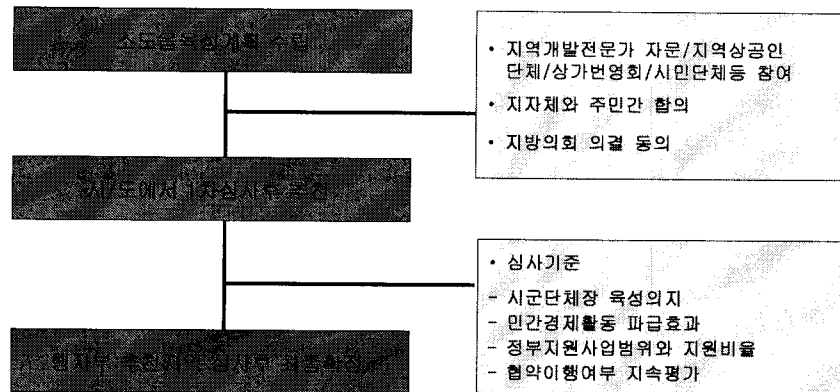 소도읍육성계획 수립
• 지역개발전문가 자문/지역상공인
단체/상가번영회/시민단체등 참여
• 지자체와 주민간 합의
• 지방의회 의결 동의
시/도에서 1차심사후 추천
• 심사기준
- 시군단체장 육성의지
- 민간경제활동 파급효과
- 정부지원사업범위와 지원비율
- 협약이행여부 지속평가
행자부 추천지역 심사후 최종확정